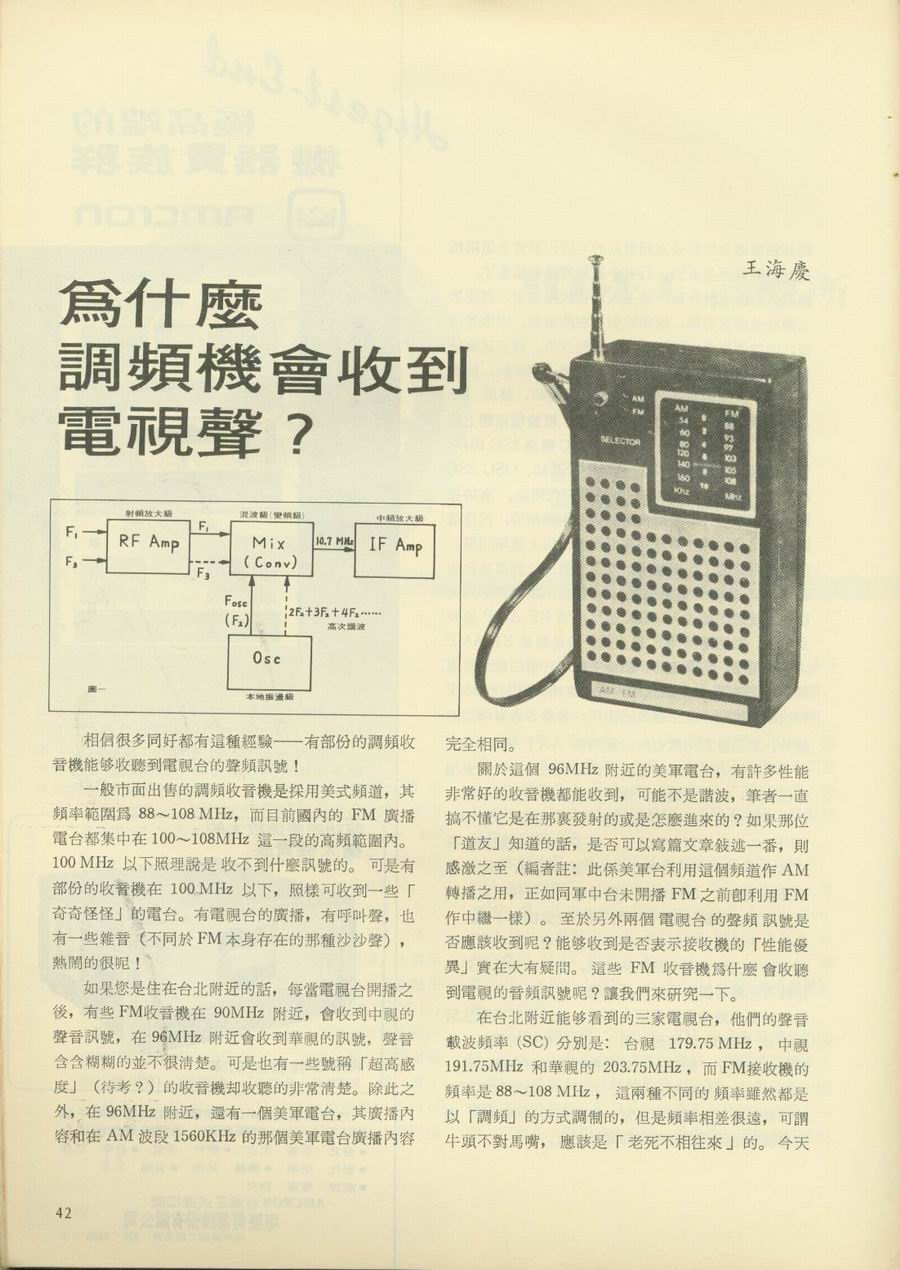 王海慶
爲什麼
調頻機會收到
電視聲？
射頻放大級
混波級(變頻級)
中頻放大級
F₁
RF Amp
F₁
Mix
(Conv)
10.7 MHz
IF Amp
F₃
F₃
Fosc
(F₂)
2F₂+3F₂+4F₂……
高次諧波
Osc
本地振盪級
圖一
AM
FM
SELECTOR
AM FM
54 0 88
60 2 93
80 4 97
120 6 103
140 8 105
160 10 108
Khz Mhz
AM FM
相信很多同好都有這種經驗——有部份的調頻收
音機能够收聽到電視台的聲頻訊號！
一般市面出售的調頻收音機是採用美式頻道，其
頻率範圍爲 88～108 MHz，而目前國內的 FM 廣播
電台都集中在 100～108MHz 這一段的高頻範圍內。
100 MHz 以下照理說是收不到什麼訊號的。 可是有
部份的收音機在 100 MHz 以下，照樣可收到一些「
奇奇怪怪」的電台。有電視台的廣播，有呼叫聲，也
有一些雜音（不同於 FM 本身存在的那種沙沙聲），
熱鬧的很呢！
如果您是住在台北附近的話，每當電視台開播之
後，有些 FM收音機在 90MHz 附近，會收到中視的
聲音訊號，在 96MHz 附近會收到華視的訊號，聲音
含含糊糊的並不很清楚。可是也有一些號稱「超高感
度」（待考？）的收音機却收聽的非常清楚。除此之
外，在 96MHz 附近，還有一個美軍電台，其廣播內
容和在 AM 波段 1560KHz 的那個美軍電台廣播內容
完全相同。
關於這個 96MHz 附近的美軍電台，有許多性能
非常好的收音機都能收到，可能不是諧波，筆者一直
搞不懂它是在那裏發射的或是怎麼進來的？如果那位
「道友」知道的話，是否可以寫篇文章敍述一番，則
感激之至（編者註：此係美軍台利用這個頻道作 AM
轉播之用，正如同軍中台未開播 FM 之前卽利用 FM
作中繼一樣）。 至於另外兩個電視台的聲頻訊號是
否應該收到呢？能够收到是否表示接收機的「性能優
異」實在大有疑問。 這些 FM 收音機爲什麼會收聽
到電視的音頻訊號呢？讓我們來硏究一下。
在台北附近能够看到的三家電視台，他們的聲音
載波頻率 (SC) 分別是： 台視 179.75 MHz ， 中視
191.75MHz 和華視的 203.75MHz ，而 FM接收機的
頻率是 88～108 MHz ， 這兩種不同的頻率雖然都是
以「調頻」的方式調制的，但是頻率相差很遠，可謂
牛頭不對馬嘴， 應該是「老死不相往來」的。 今天
42